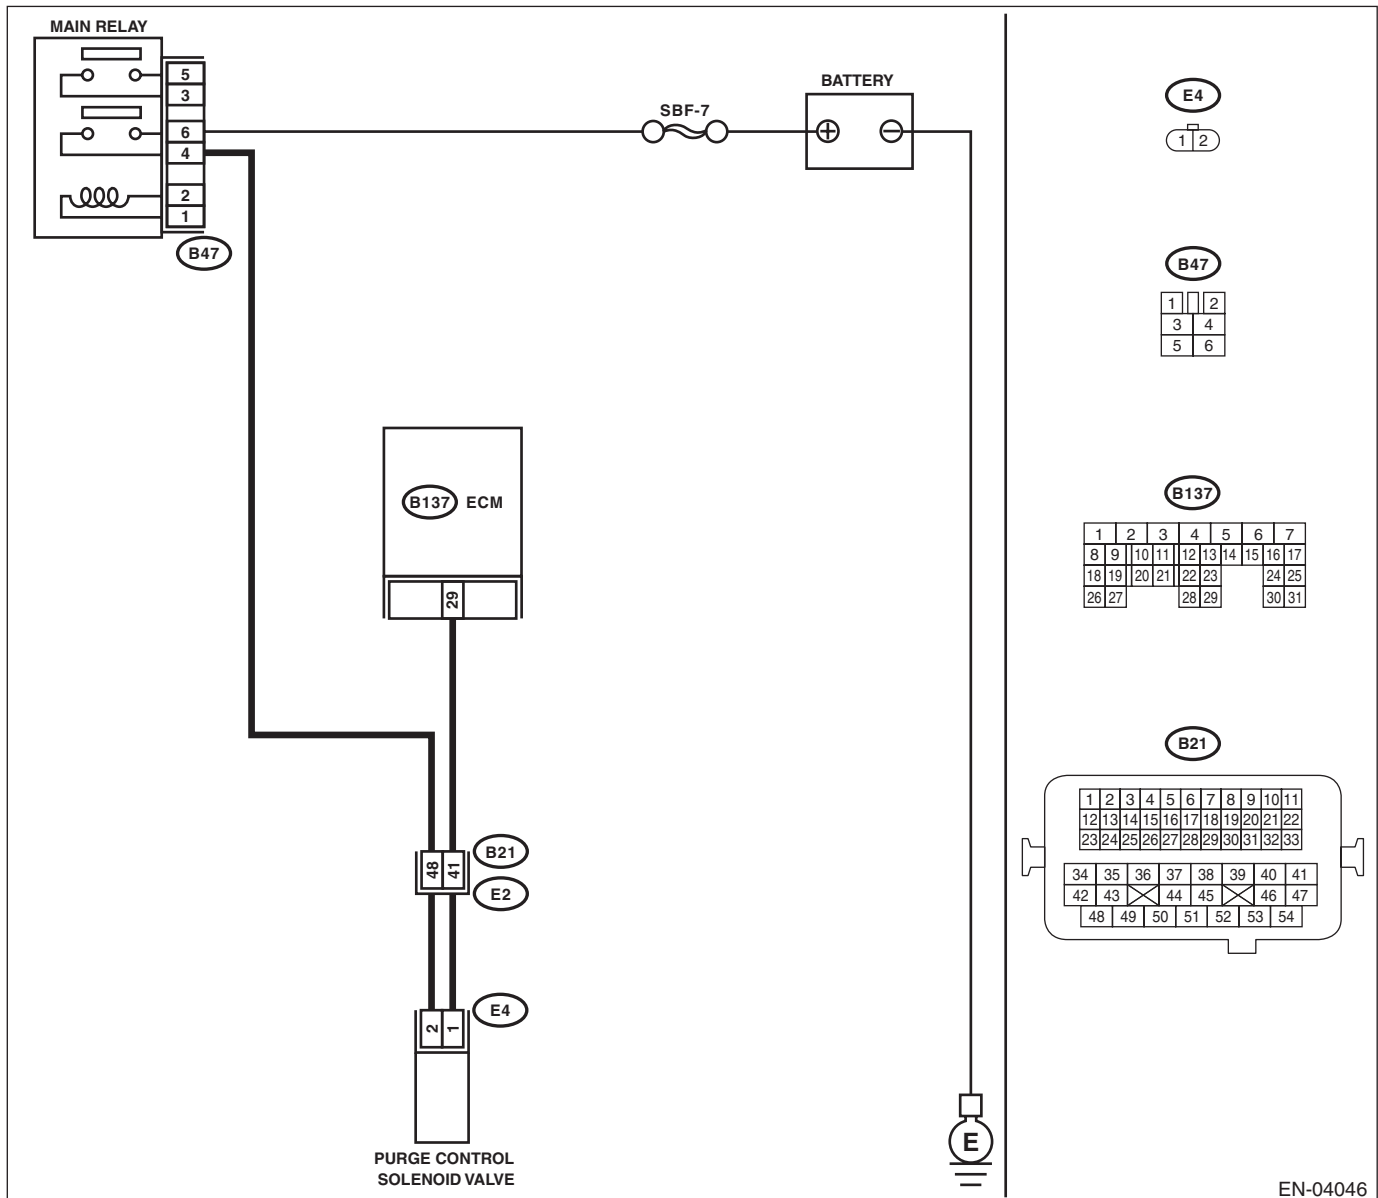 MAIN RELAY
5
3
6
4
2
1
B47
SBF-7
BATTERY
+ −
B137 ECM
29
48 41
B21
E2
2 1
E4
PURGE CONTROL
SOLENOID VALVE
E
E4
1 2
B47
1 2
3 4
5 6
B137
1 2 3 4 5 6 7
8 9 10 11 12 13 14 15 16 17
18 19 20 21 22 23 24 25
26 27 28 29 30 31
B21
1 2 3 4 5 6 7 8 9 10 11
12 13 14 15 16 17 18 19 20 21 22
23 24 25 26 27 28 29 30 31 32 33
34 35 36 37 38 39 40 41
42 43 44 45 46 47
48 49 50 51 52 53 54
EN-04046